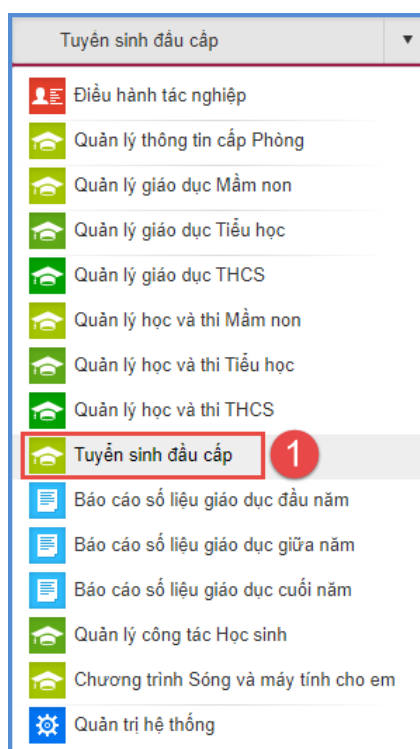 Tuyển sinh đầu cấp
Điều hành tác nghiệp
Quản lý thông tin cấp Phòng
Quản lý giáo dục Mầm non
Quản lý giáo dục Tiểu học
Quản lý giáo dục THCS
Quản lý học và thi Mầm non
Quản lý học và thi Tiểu học
Quản lý học và thi THCS
Tuyển sinh đầu cấp 1
Báo cáo số liệu giáo dục đầu năm
Báo cáo số liệu giáo dục giữa năm
Báo cáo số liệu giáo dục cuối năm
Quản lý công tác Học sinh
Chương trình Sóng và máy tính cho em
Quản trị hệ thống